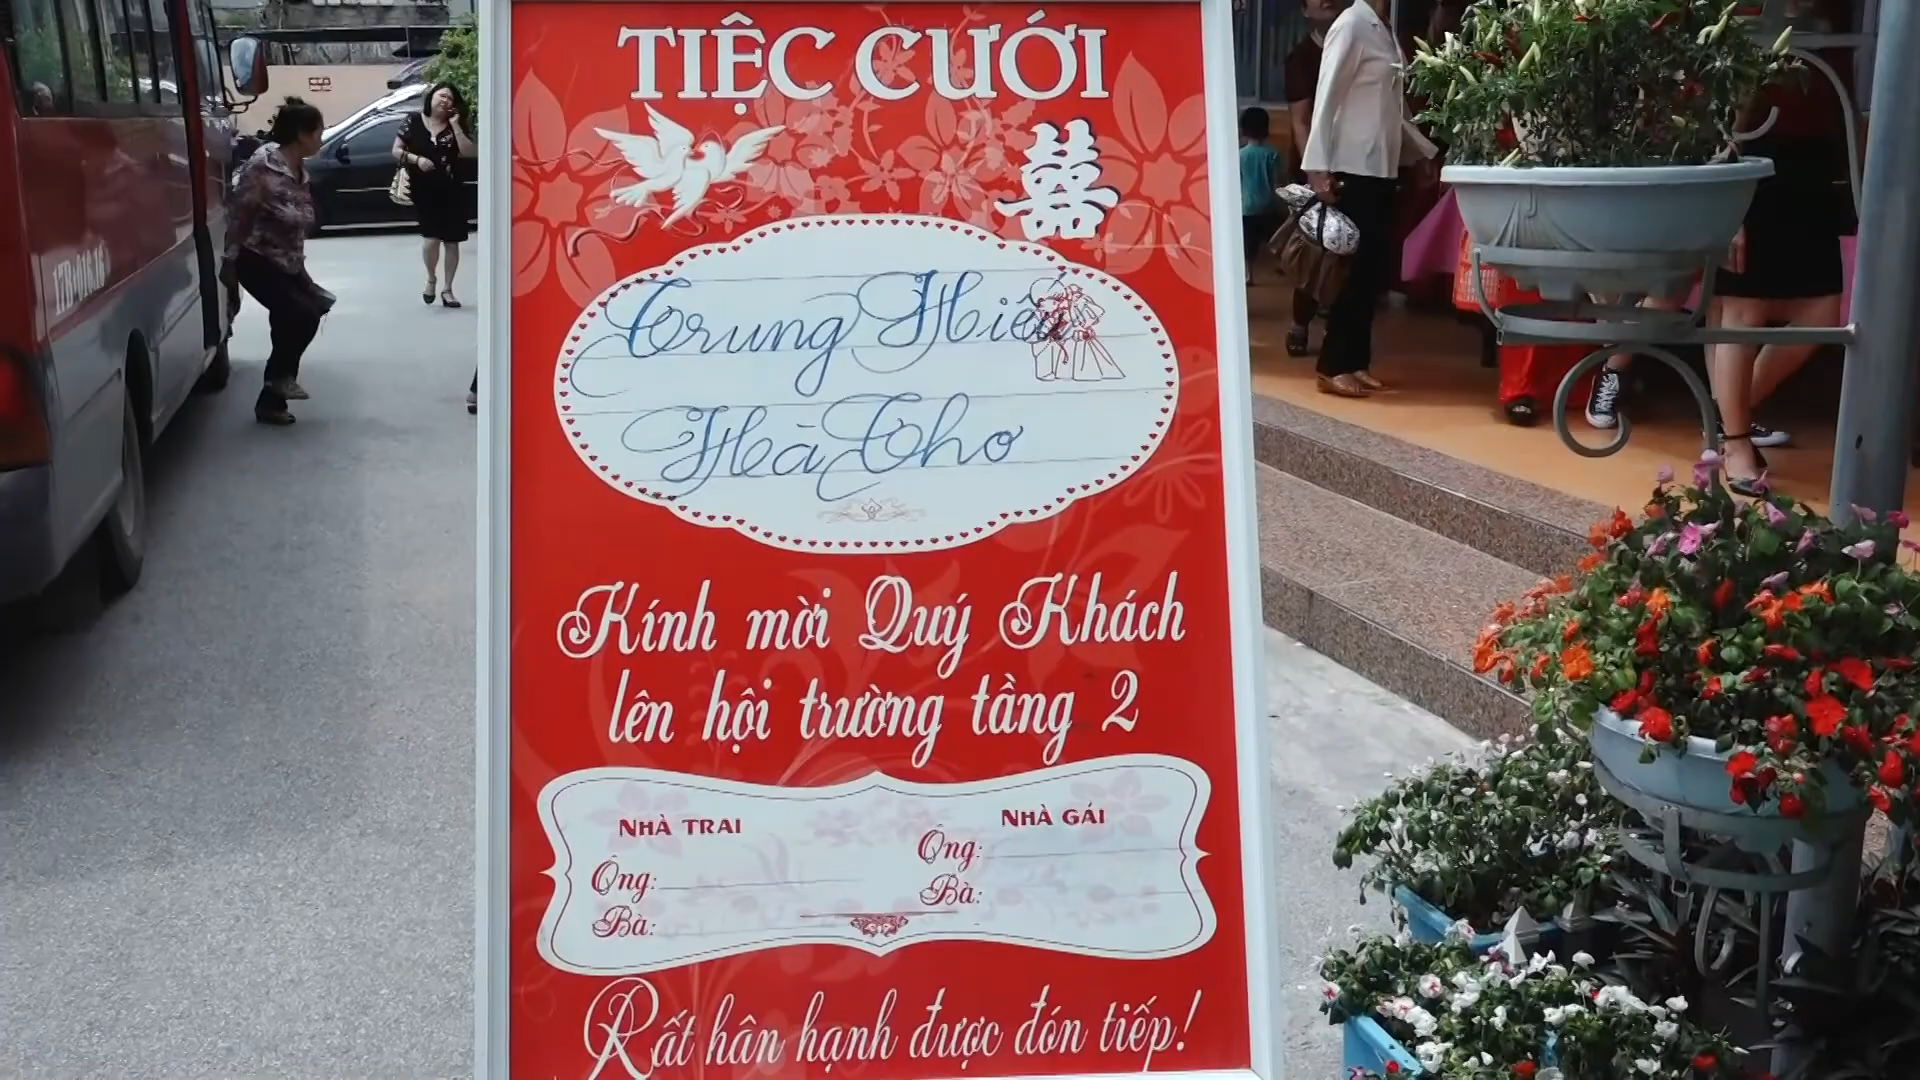 TIỆC CƯỚI
囍
Trung Hiếu
Hà Thơ
Kính mời Quý Khách
lên hội trường tầng 2
NHÀ TRAI
Ông:
Bà:
NHÀ GÁI
Ông:
Bà:
Rất hân hạnh được đón tiếp!